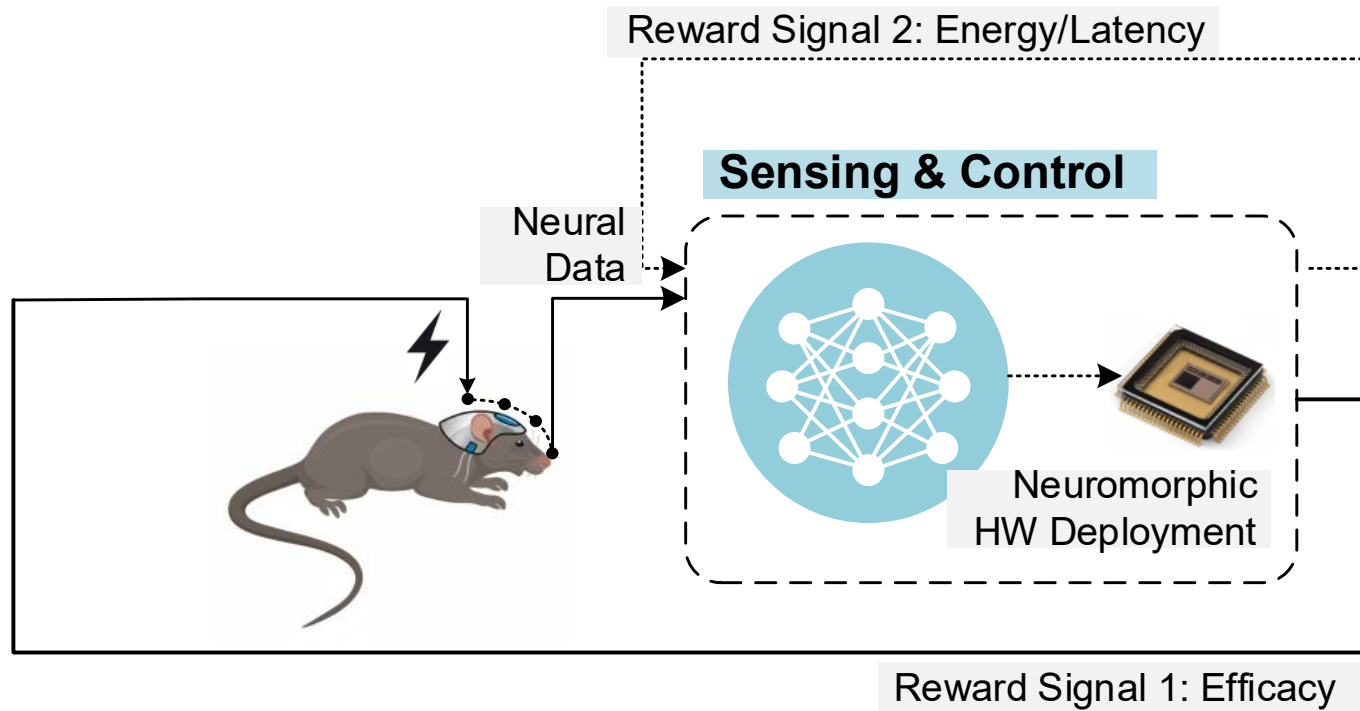 Reward Signal 2: Energy/Latency
Sensing & Control
Neural
Data
Neuromorphic
HW Deployment
Reward Signal 1: Efficacy